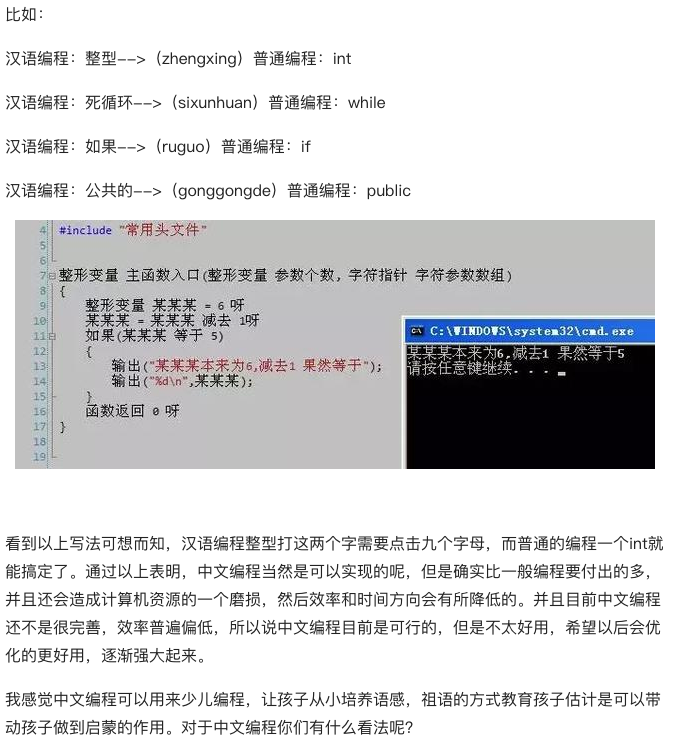 比如：
汉语编程：整型-->（zhengxing）普通编程：int
汉语编程：死循环-->（sixunhuan）普通编程：while
汉语编程：如果-->（ruguo）普通编程：if
汉语编程：公共的-->（gonggongde）普通编程：public
4 #include "常用头文件"
5
6
7 整形变量 主函数入口(整形变量 参数个数, 字符指针 字符参数数组)
8 {
9 整形变量 某某某 = 6 呀
10 某某某 = 某某某 减去 1呀
11 如果(某某某 等于 5)
12 {
13 输出("某某某本来为6,减去1 果然等于");
14 输出("%d\n",某某某);
15 }
16 函数返回 0 呀
17 }
18
19
C:\WINDOWS\system32\cmd.exe
某某某本来为6,减去1 果然等于5
请按任意键继续. . .
看到以上写法可想而知，汉语编程整型打这两个字需要点击九个字母，而普通的编程一个int就
能搞定了。通过以上表明，中文编程当然是可以实现的呢，但是确实比一般编程要付出的多，
并且还会造成计算机资源的一个磨损，然后效率和时间方向会有所降低的。并且目前中文编程
还不是很完善，效率普遍偏低，所以说中文编程目前是可行的，但是不太好用，希望以后会优
化的更好用，逐渐强大起来。
我感觉中文编程可以用来少儿编程，让孩子从小培养语感，祖语的方式教育孩子估计是可以带
动孩子做到启蒙的作用。对于中文编程你们有什么看法呢?